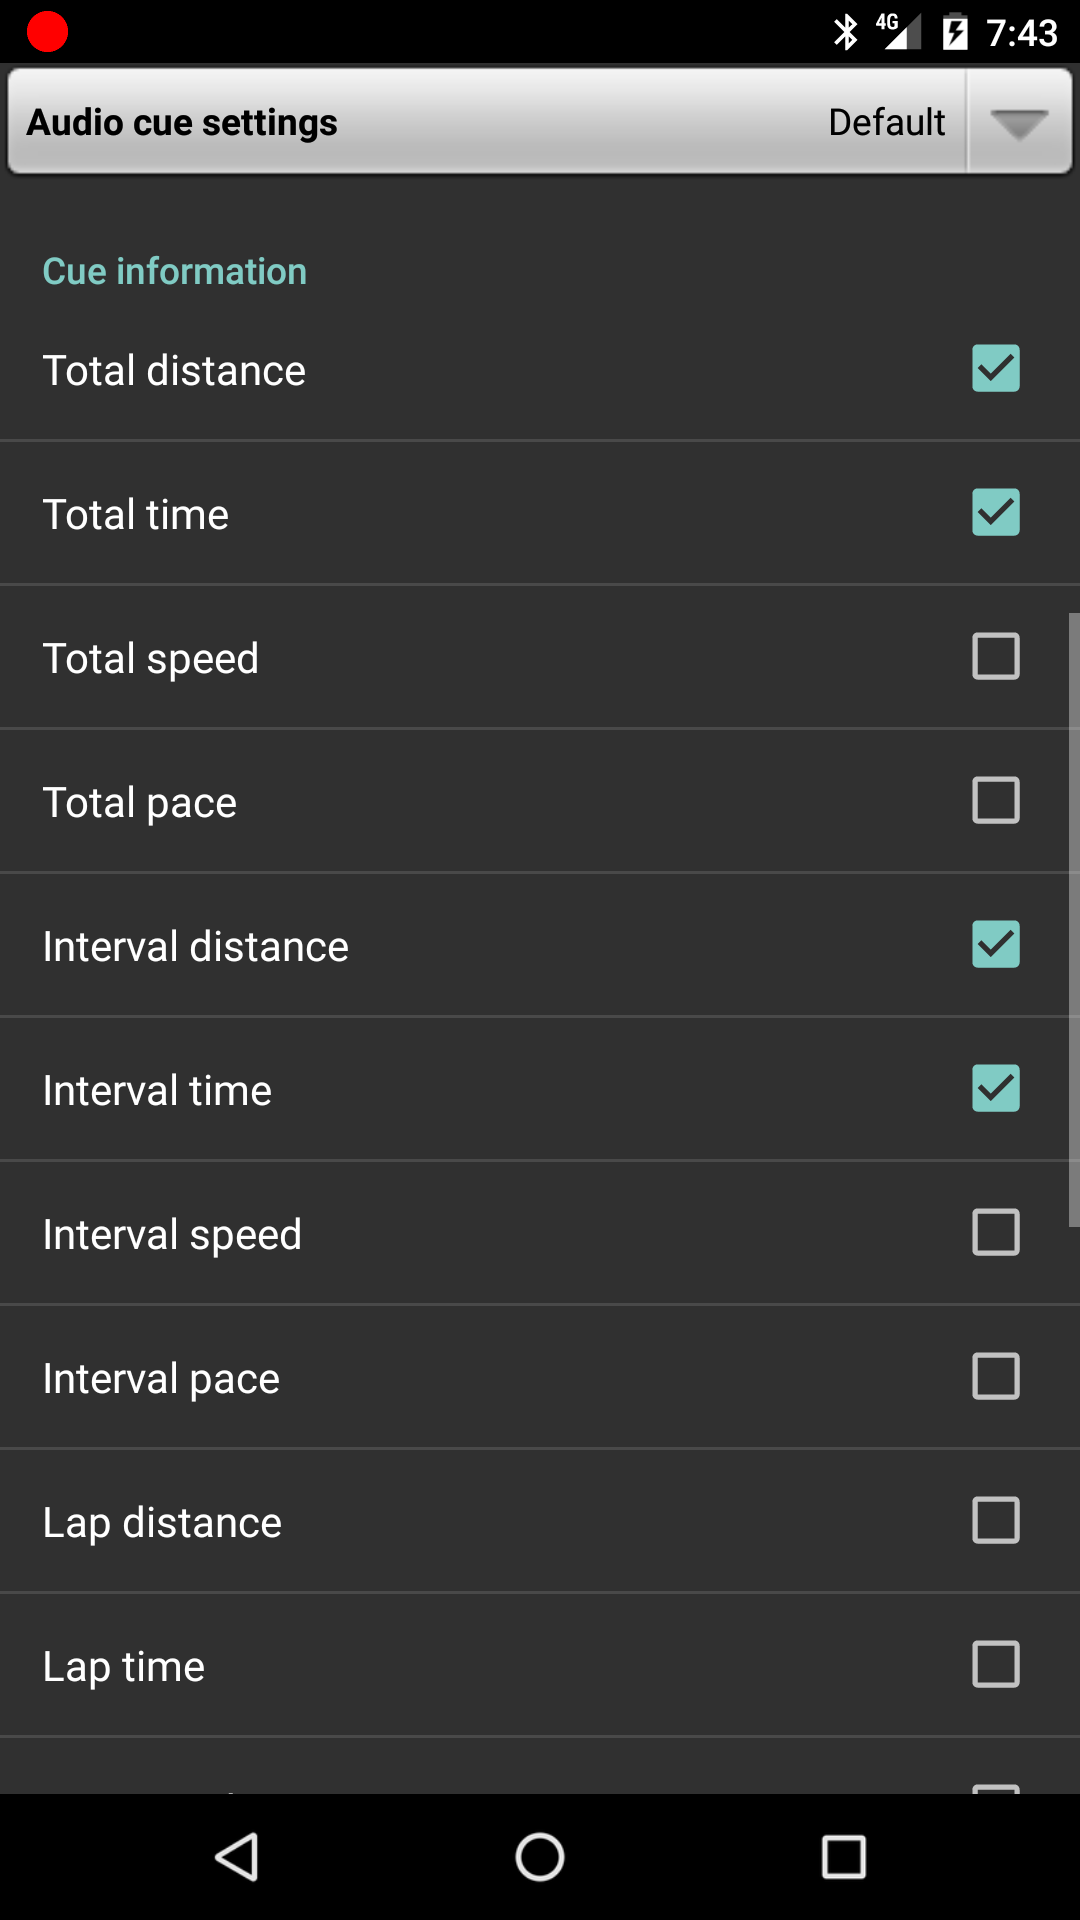 4G 7:43
Audio cue settings Default
Cue information
Total distance
Total time
Total speed
Total pace
Interval distance
Interval time
Interval speed
Interval pace
Lap distance
Lap time